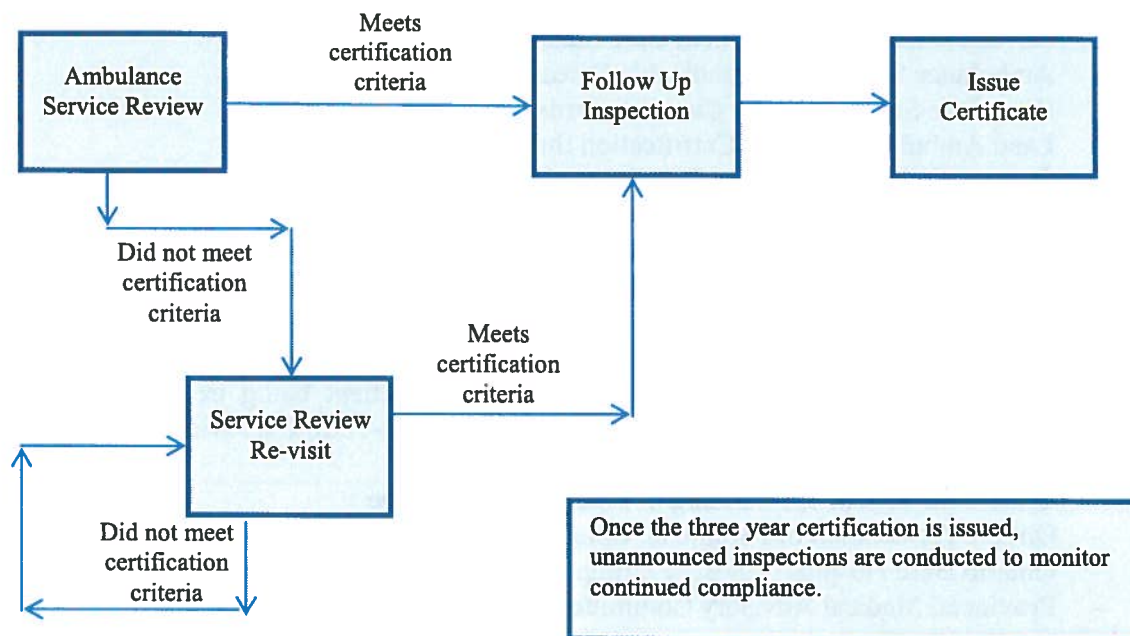 Meets
certification
criteria
Ambulance
Service Review
Follow Up
Inspection
Issue
Certificate
Did not meet
certification
criteria
Meets
certification
criteria
Service Review
Re-visit
Did not meet
certification
criteria
Once the three year certification is issued,
unannounced inspections are conducted to monitor
continued compliance.